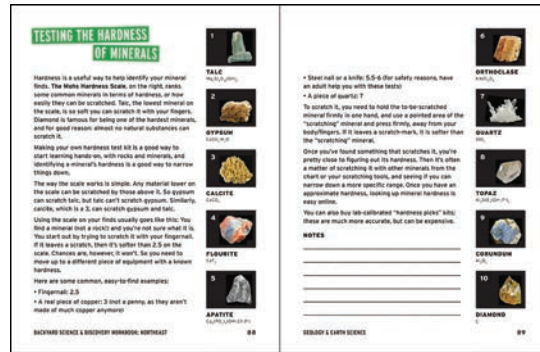 TESTING THE HARDNESS
OF MINERALS
Hardness is a useful way to help identify your mineral
finds. The Mohs Hardness Scale, on the right, ranks
some common minerals in terms of hardness, or how
easily they can be scratched. Talc, the lowest mineral on
the scale, is so soft you can scratch it with your fingers.
Diamond is famous for being one of the hardest minerals,
and for good reason: almost no natural substances can
scratch it.
Making your own hardness test kit is a good way to
start learning hands-on, with rocks and minerals, and
identifying a mineral's hardness is a good way to narrow
things down.
The way the scale works is simple. Any material lower on
the scale can be scratched by those above it. So gypsum
can scratch talc, but talc can't scratch gypsum. Similarly,
calcite, which is a 3, can scratch gypsum and talc.
Using the scale on your finds usually goes like this: You
find a mineral (not a rock!) and you're not sure what it is.
You start out by trying to scratch it with your fingernail.
If it leaves a scratch, then it's softer than 2.5 on the
scale. Chances are, however, it won't. So you need to
move up to a different piece of equipment with a known
hardness.
Here are some common, easy-to-find examples:
• Fingernail: 2.5
• A real piece of copper: 3 (not a penny, as they aren't
made of much copper anymore)
1
TALC
2
GYPSUM
3
CALCITE
CaCO₃
4
FLOURITE
CaF₂
5
APATITE
BACKYARD SCIENCE & DISCOVERY WORKBOOK: NORTHEAST
88
• Steel nail or a knife: 5.5-6 (for safety reasons, have
an adult help you with these tests)
• A piece of quartz: 7
To scratch it, you need to hold the to-be-scratched
mineral firmly in one hand, and use a pointed area of the
"scratching" mineral and press firmly, away from your
body/fingers. If it leaves a scratch-mark, it is softer than
the "scratching" mineral.
Once you've found something that scratches it, you're
pretty close to figuring out its hardness. Then it's often
a matter of scratching it with other minerals from the
chart or your scratching tools, and seeing if you can
narrow down a more specific range. Once you have an
approximate hardness, looking up mineral hardness is
easy online.
You can also buy lab-calibrated "hardness picks" kits;
these are much more accurate, but can be expensive.
NOTES
6
ORTHOCLASE
7
QUARTZ
SiO₂
8
TOPAZ
9
CORUNDUM
Al₂O₃
10
DIAMOND
C
GEOLOGY & EARTH SCIENCE
89